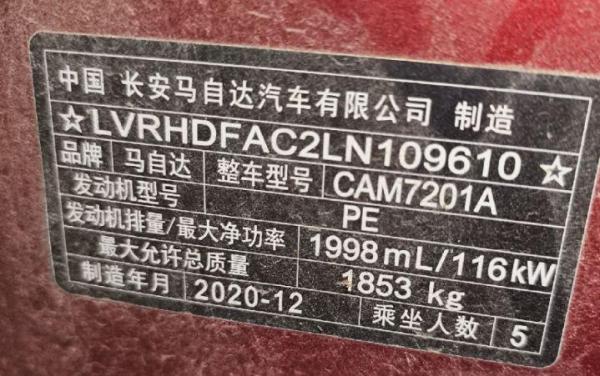 中国 长安马自达汽车有限公司 制造
☆LVRHDFAC2LN109610☆
品牌 马自达 整车型号 CAM7201A
发动机型号 PE
发动机排量/最大净功率 1998mL/116kW
最大允许总质量 1853 kg
制造年月 2020-12 乘坐人数 5